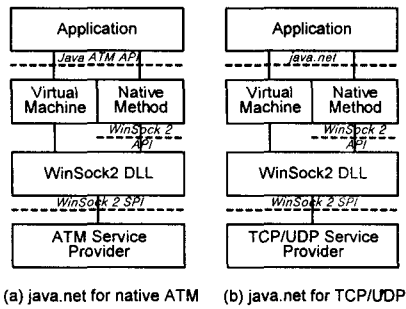 Application
Java ATM API
Virtual Machine
Native Method
WinSock 2 API
WinSock2 DLL
WinSock 2 SPI
ATM Service Provider
(a) java.net for native ATM
Application
java.net
Virtual Machine
Native Method
WinSock 2 API
WinSock2 DLL
WinSock 2 SPI
TCP/UDP Service Provider
(b) java.net for TCP/UDP